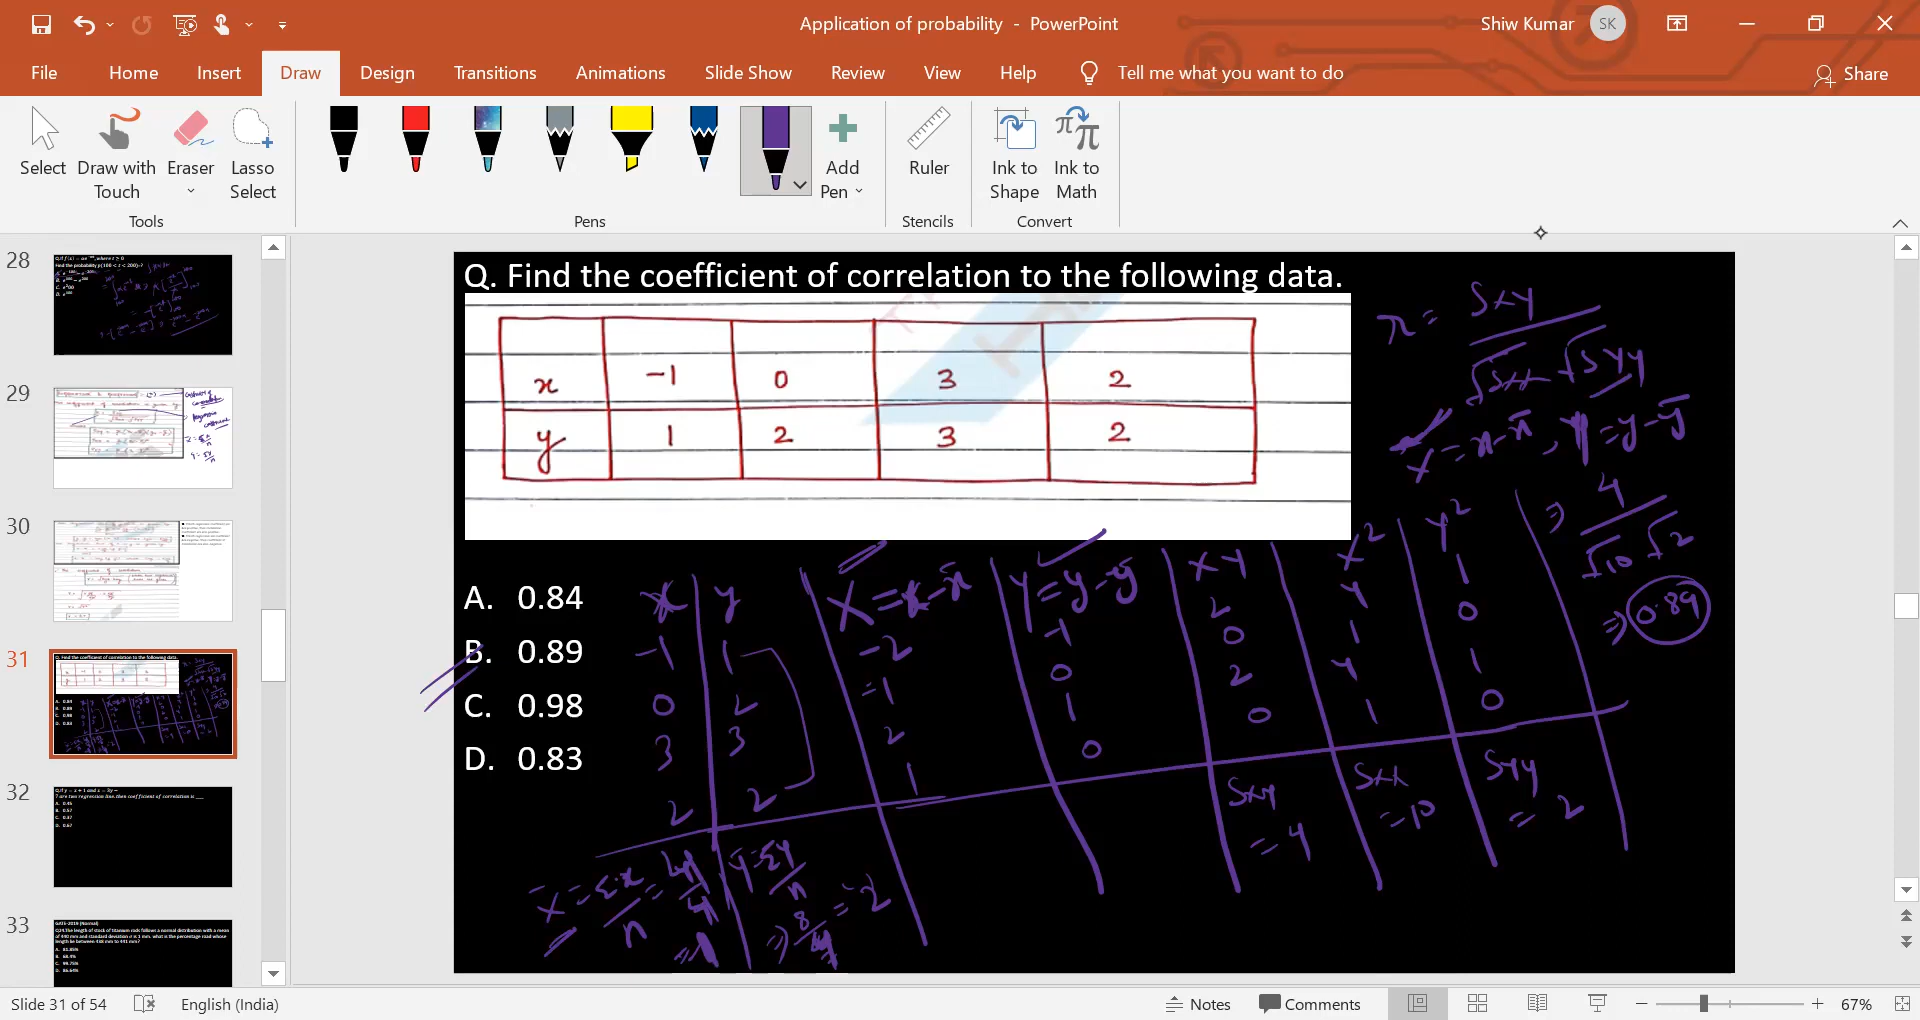 Application of probability - PowerPoint
Shiw Kumar
SK
File
Home
Insert
Draw
Design
Transitions
Animations
Slide Show
Review
View
Help
Tell me what you want to do
Share
Select
Draw with Touch
Eraser
Lasso Select
Add Pen
Ruler
Ink to Shape
Ink to Math
Tools
Pens
Stencils
Convert
28
29
30
31
32
33
Q. Find the coefficient of correlation to the following data.
x -1 0 3 2
y 1 2 3 2
A. 0.84
B. 0.89
C. 0.98
D. 0.83
r = Sxy / √Sxx √Syy
X = x - x̄, Y = y - ȳ
x y X = x - x̄ Y = y - ȳ XY X² Y²
-1 1 -2 -1 2 4 1
0 2 -1 0 0 1 0
3 3 2 1 2 4 1
2 2 1 0 0 1 0
Sxy = 4
Sxx = 10
Syy = 2
x̄ = Σx / n = 4/4 = 1
ȳ = Σy / n
⇒ 8/4 = 2
⇒ 4 / √10 √2
⇒ 0.89
Slide 31 of 54
English (India)
Notes
Comments
67%